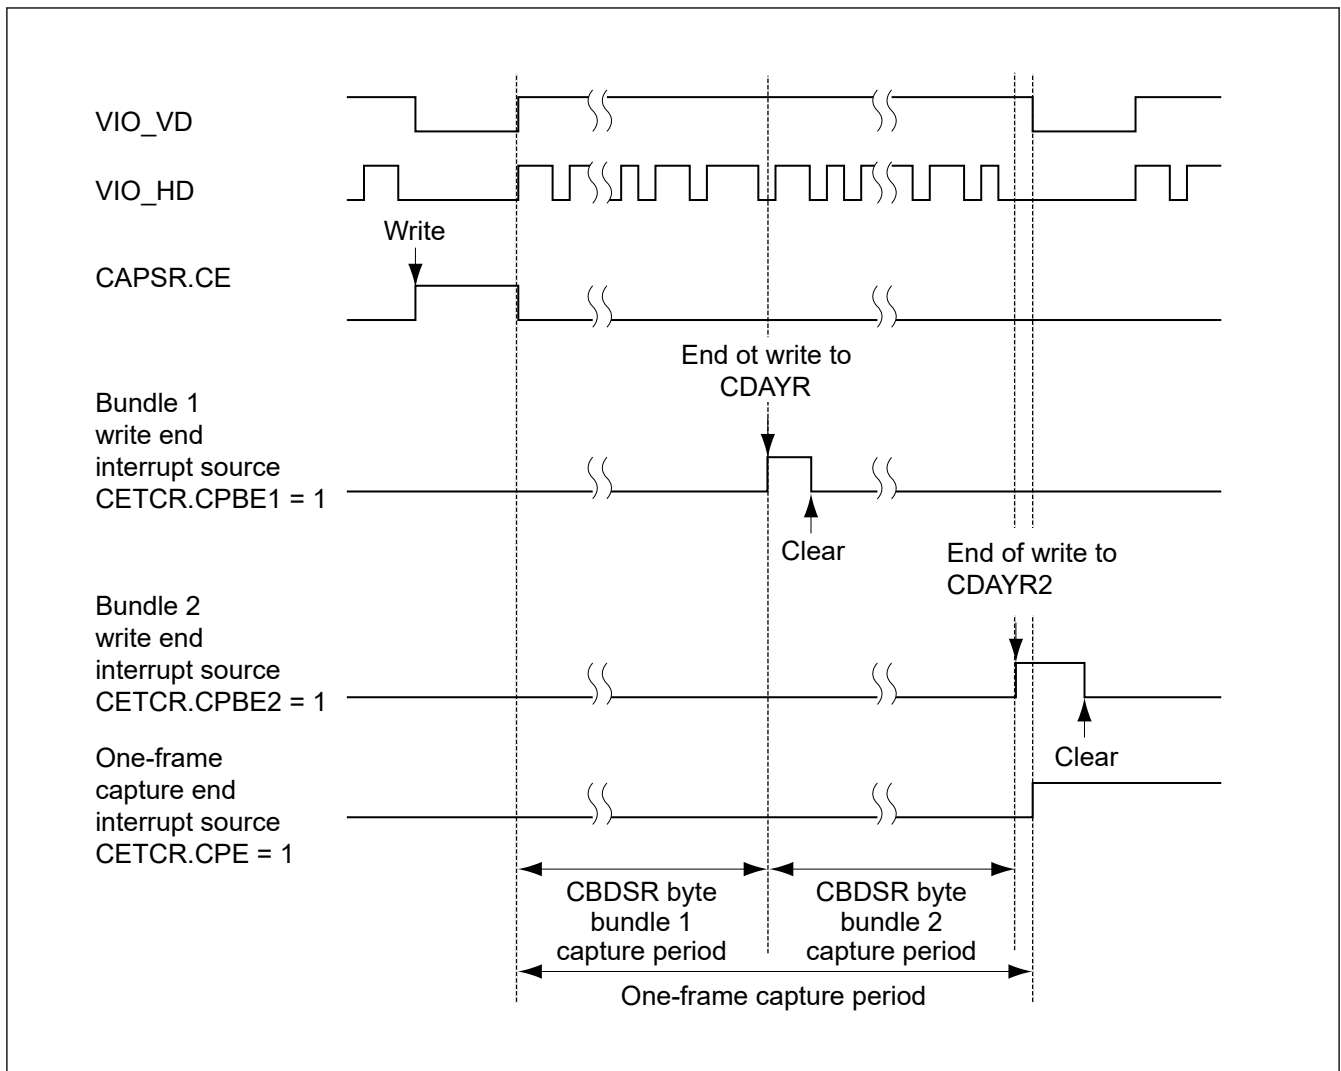 VIO_VD
VIO_HD
Write
CAPSR.CE
End ot write to
CDAYR
Bundle 1
write end
interrupt source
CETCR.CPBE1 = 1
Clear
End of write to
CDAYR2
Bundle 2
write end
interrupt source
CETCR.CPBE2 = 1
Clear
One-frame
capture end
interrupt source
CETCR.CPE = 1
CBDSR byte
bundle 1
capture period
CBDSR byte
bundle 2
capture period
One-frame capture period